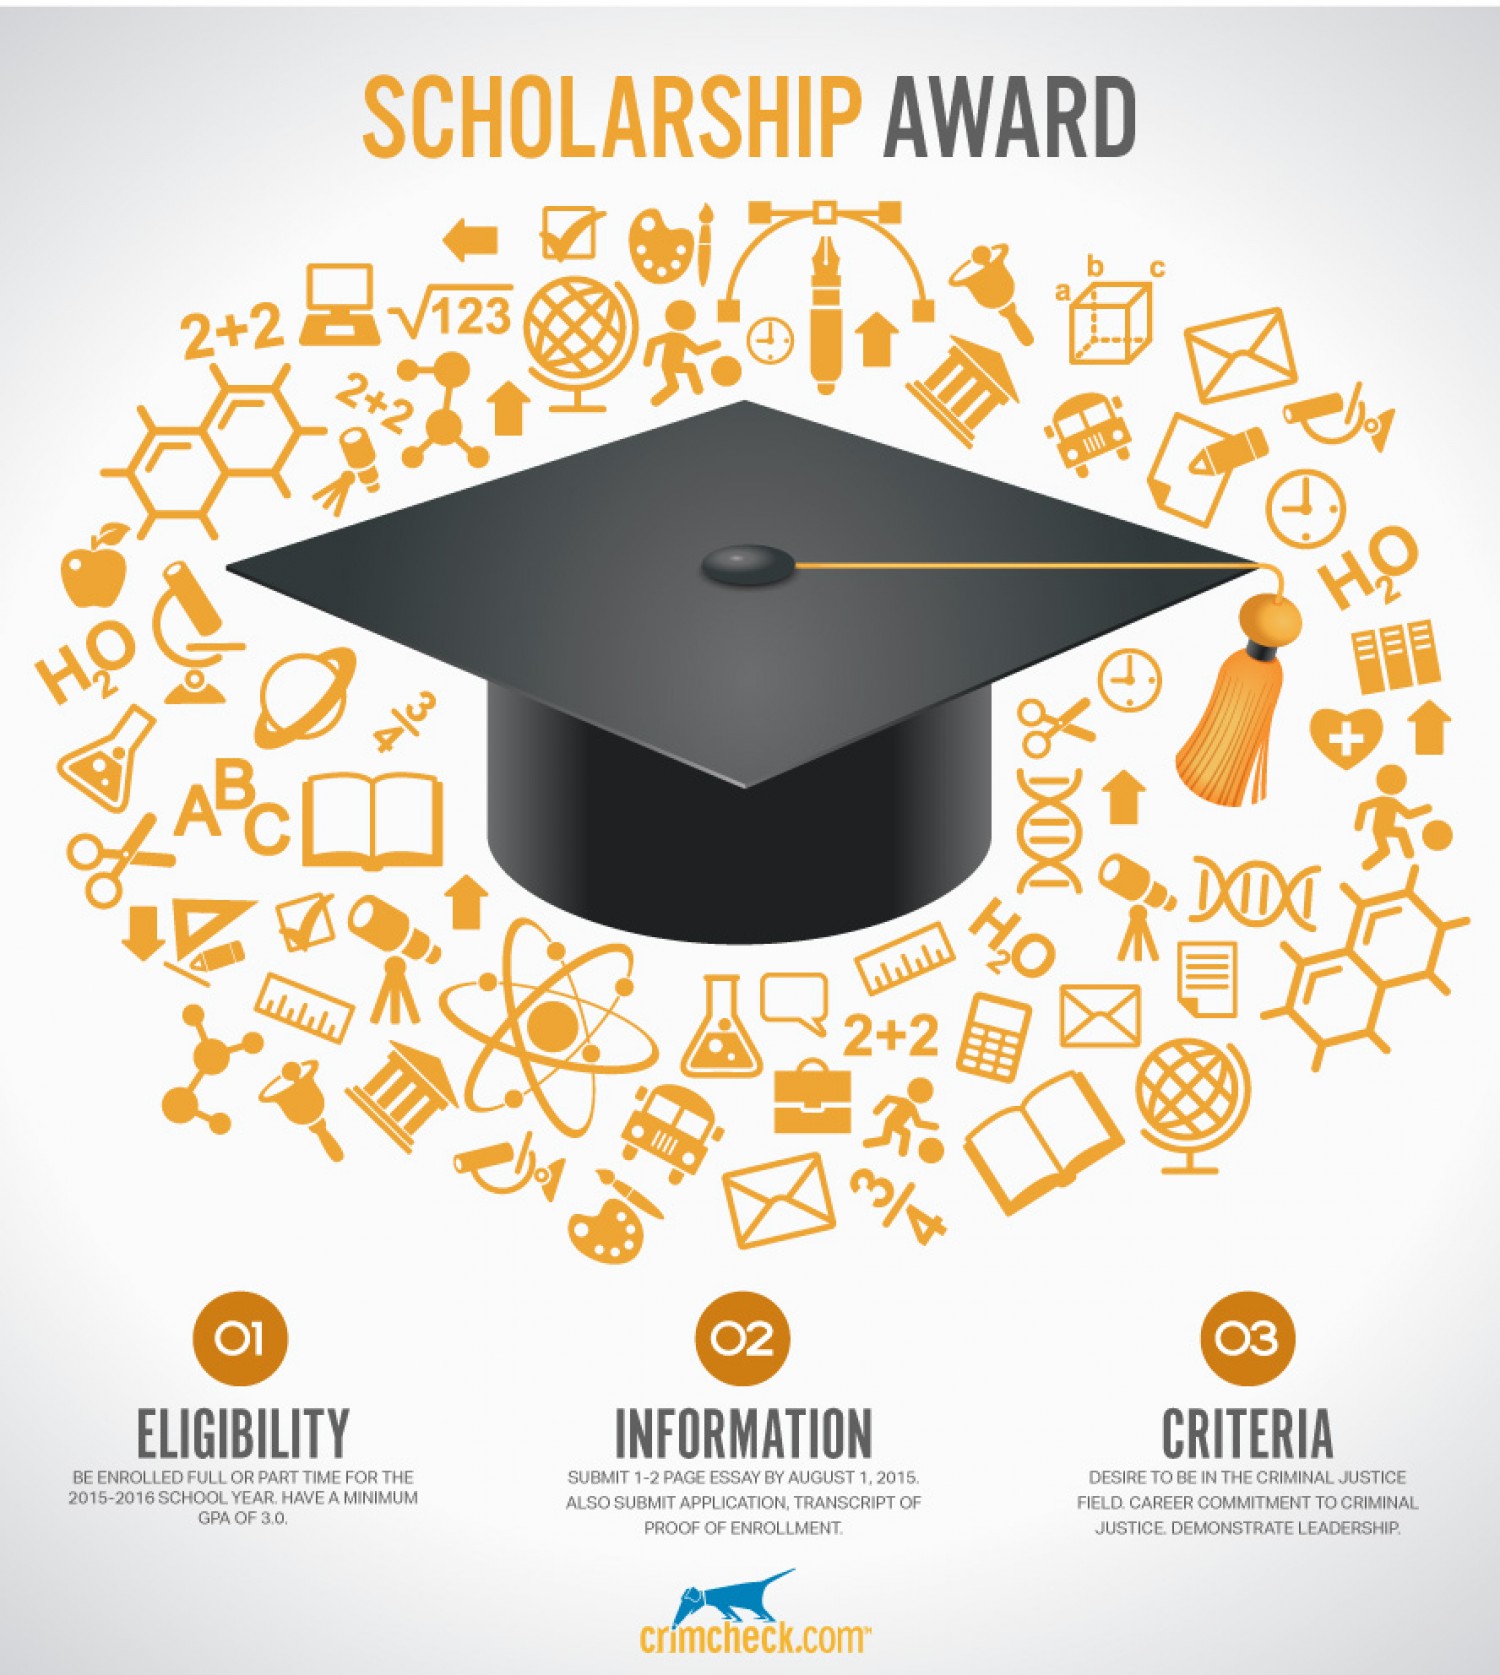 SCHOLARSHIP AWARD
b
c
a
2+2
√123
2+2
H2O
H2O
3/4
ABC
H2O
2+2
3/4
01
ELIGIBILITY
BE ENROLLED FULL OR PART TIME FOR THE
2015-2016 SCHOOL YEAR. HAVE A MINIMUM
GPA OF 3.0.
02
INFORMATION
SUBMIT 1-2 PAGE ESSAY BY AUGUST 1, 2015.
ALSO SUBMIT APPLICATION, TRANSCRIPT OF
PROOF OF ENROLLMENT.
03
CRITERIA
DESIRE TO BE IN THE CRIMINAL JUSTICE
FIELD. CAREER COMMITMENT TO CRIMINAL
JUSTICE. DEMONSTRATE LEADERSHIP.
crimcheck.com™